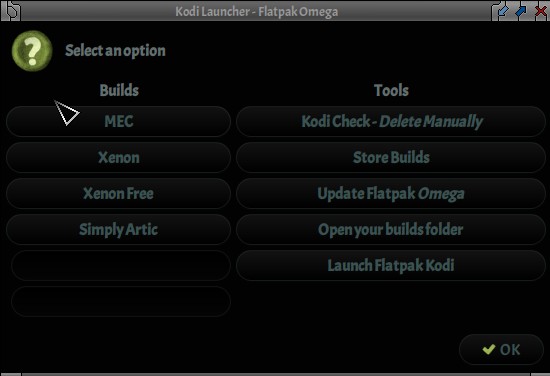 Kodi Launcher - Flatpak Omega
Select an option
Builds
MEC
Xenon
Xenon Free
Simply Artic
Tools
Kodi Check - Delete Manually
Store Builds
Update Flatpak Omega
Open your builds folder
Launch Flatpak Kodi
OK